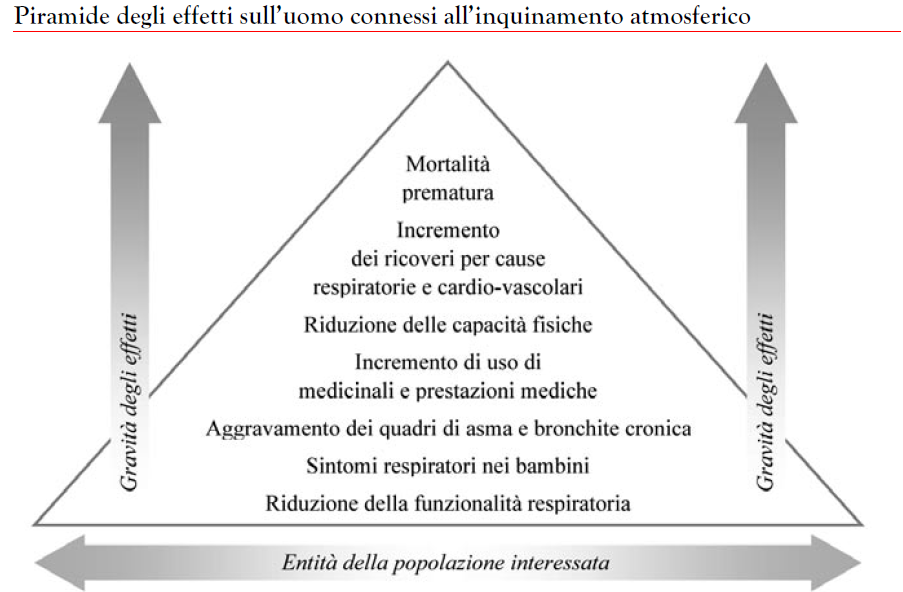 Piramide degli effetti sull'uomo connessi all'inquinamento atmosferico
Mortalità
prematura
Incremento
dei ricoveri per cause
respiratorie e cardio-vascolari
Riduzione delle capacità fisiche
Incremento di uso di
medicinali e prestazioni mediche
Aggravamento dei quadri di asma e bronchite cronica
Sintomi respiratori nei bambini
Riduzione della funzionalità respiratoria
Gravità degli effetti
Gravità degli effetti
Entità della popolazione interessata